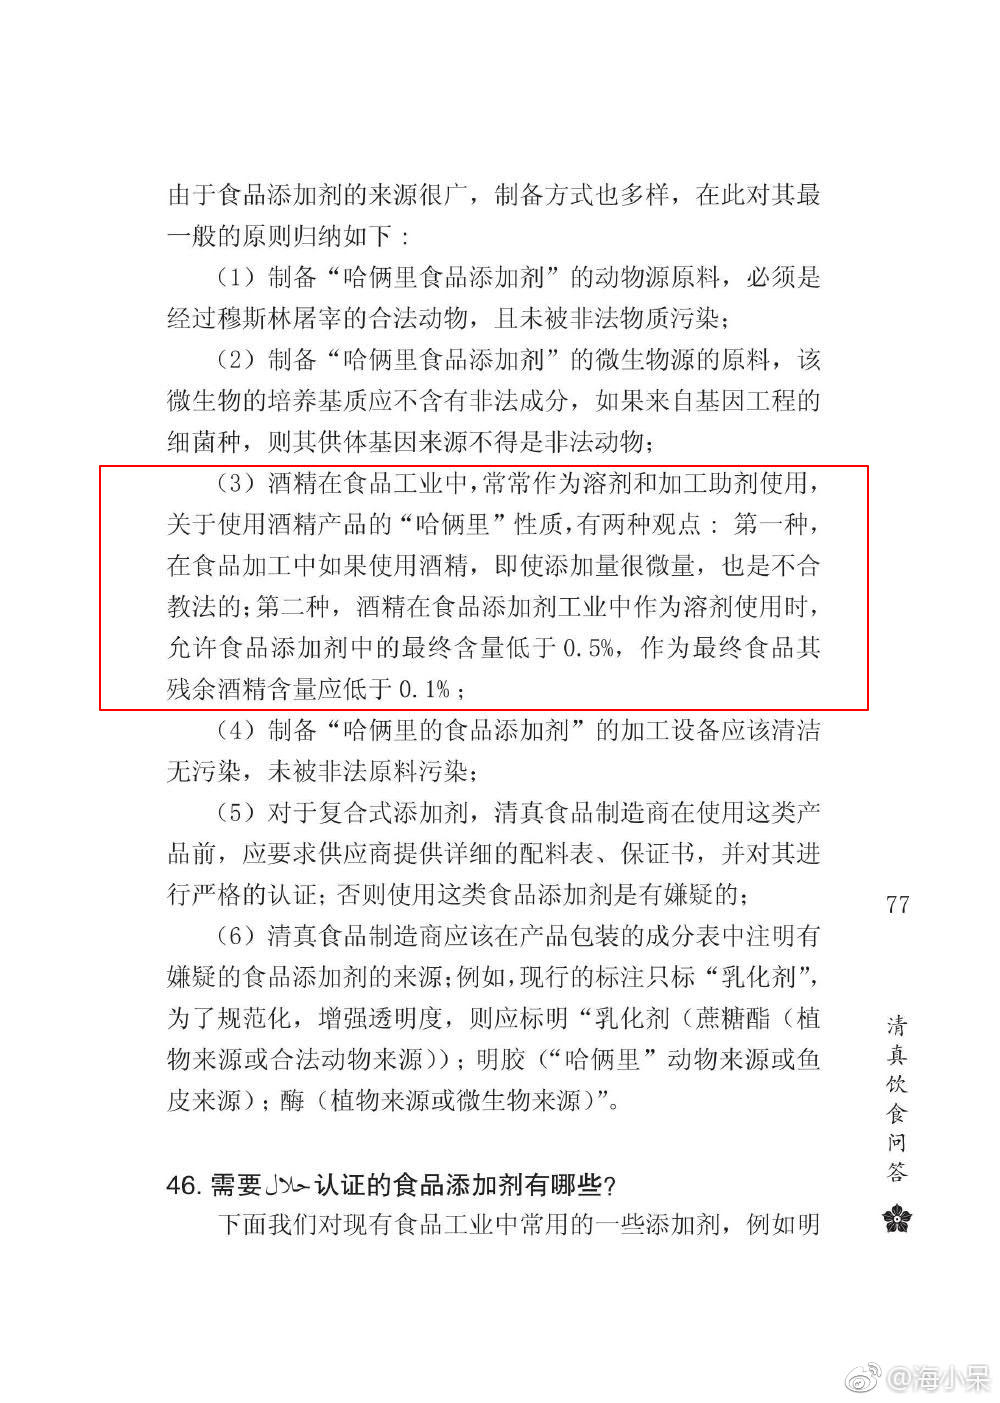 由于食品添加剂的来源很广，制备方式也多样，在此对其最
一般的原则归纳如下：
（1）制备“哈俩里食品添加剂”的动物源原料，必须是
经过穆斯林屠宰的合法动物，且未被非法物质污染；
（2）制备“哈俩里食品添加剂”的微生物源的原料，该
微生物的培养基质应不含有非法成分，如果来自基因工程的
细菌种，则其供体基因来源不得是非法动物；
（3）酒精在食品工业中，常常作为溶剂和加工助剂使用，
关于使用酒精产品的“哈俩里”性质，有两种观点：第一种，
在食品加工中如果使用酒精，即使添加量很微量，也是不合
教法的；第二种，酒精在食品添加剂工业中作为溶剂使用时，
允许食品添加剂中的最终含量低于 0.5%，作为最终食品其
残余酒精含量应低于 0.1%；
（4）制备“哈俩里的食品添加剂”的加工设备应该清洁
无污染，未被非法原料污染；
（5）对于复合式添加剂，清真食品制造商在使用这类产
品前，应要求供应商提供详细的配料表、保证书，并对其进
行严格的认证；否则使用这类食品添加剂是有嫌疑的；
（6）清真食品制造商应该在产品包装的成分表中注明有
嫌疑的食品添加剂的来源；例如，现行的标注只标“乳化剂”，
为了规范化，增强透明度，则应标明“乳化剂（蔗糖酯（植
物来源或合法动物来源））；明胶（“哈俩里”动物来源或鱼
皮来源）；酶（植物来源或微生物来源）”。
46. 需要حلال认证的食品添加剂有哪些？
下面我们对现有食品工业中常用的一些添加剂，例如明
77
清真饮食问答
@海小呆